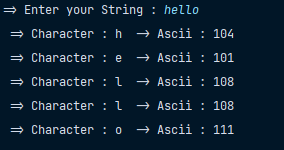 => Enter your String : hello
=> Character : h -> Ascii : 104
=> Character : e -> Ascii : 101
=> Character : l -> Ascii : 108
=> Character : l -> Ascii : 108
=> Character : o -> Ascii : 111